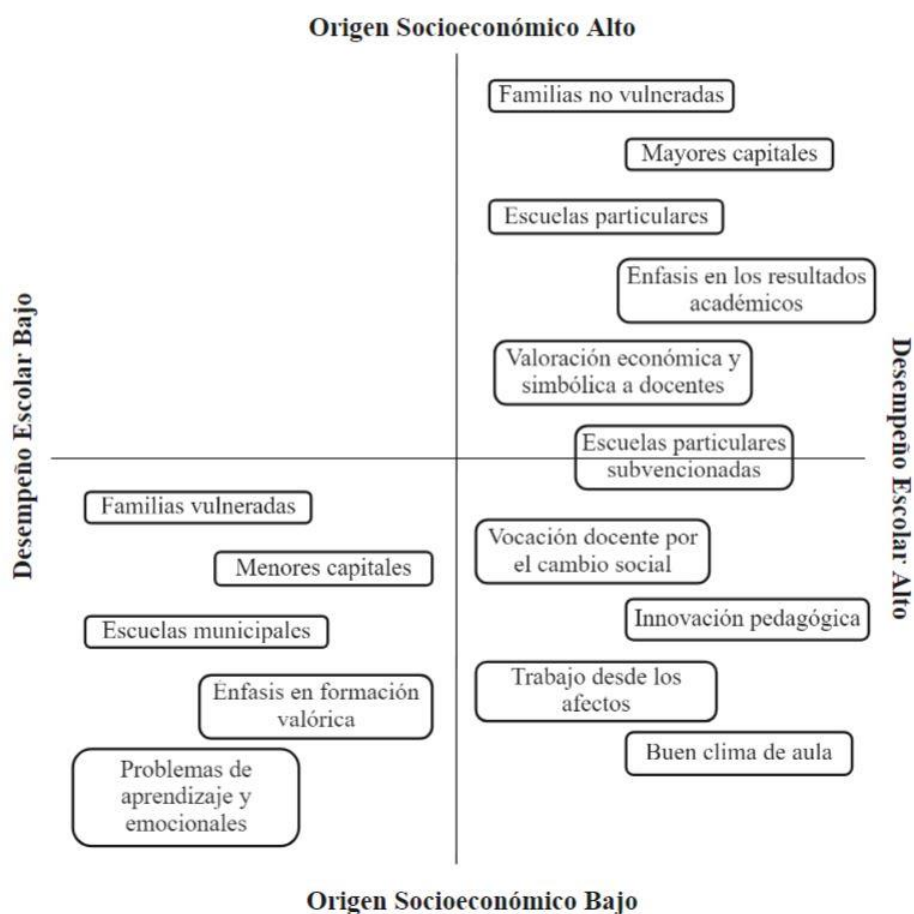 Origen Socioeconómico Alto
Familias no vulneradas
Mayores capitales
Escuelas particulares
Enfasis en los resultados
académicos
Valoración económica y
simbólica a docentes
Escuelas particulares
subvencionadas
Desempeño Escolar Bajo
Desempeño Escolar Alto
Familias vulneradas
Menores capitales
Escuelas municipales
Énfasis en formación
valórica
Problemas de
aprendizaje y
emocionales
Vocación docente por
el cambio social
Innovación pedagógica
Trabajo desde los
afectos
Buen clima de aula
Origen Socioeconómico Bajo